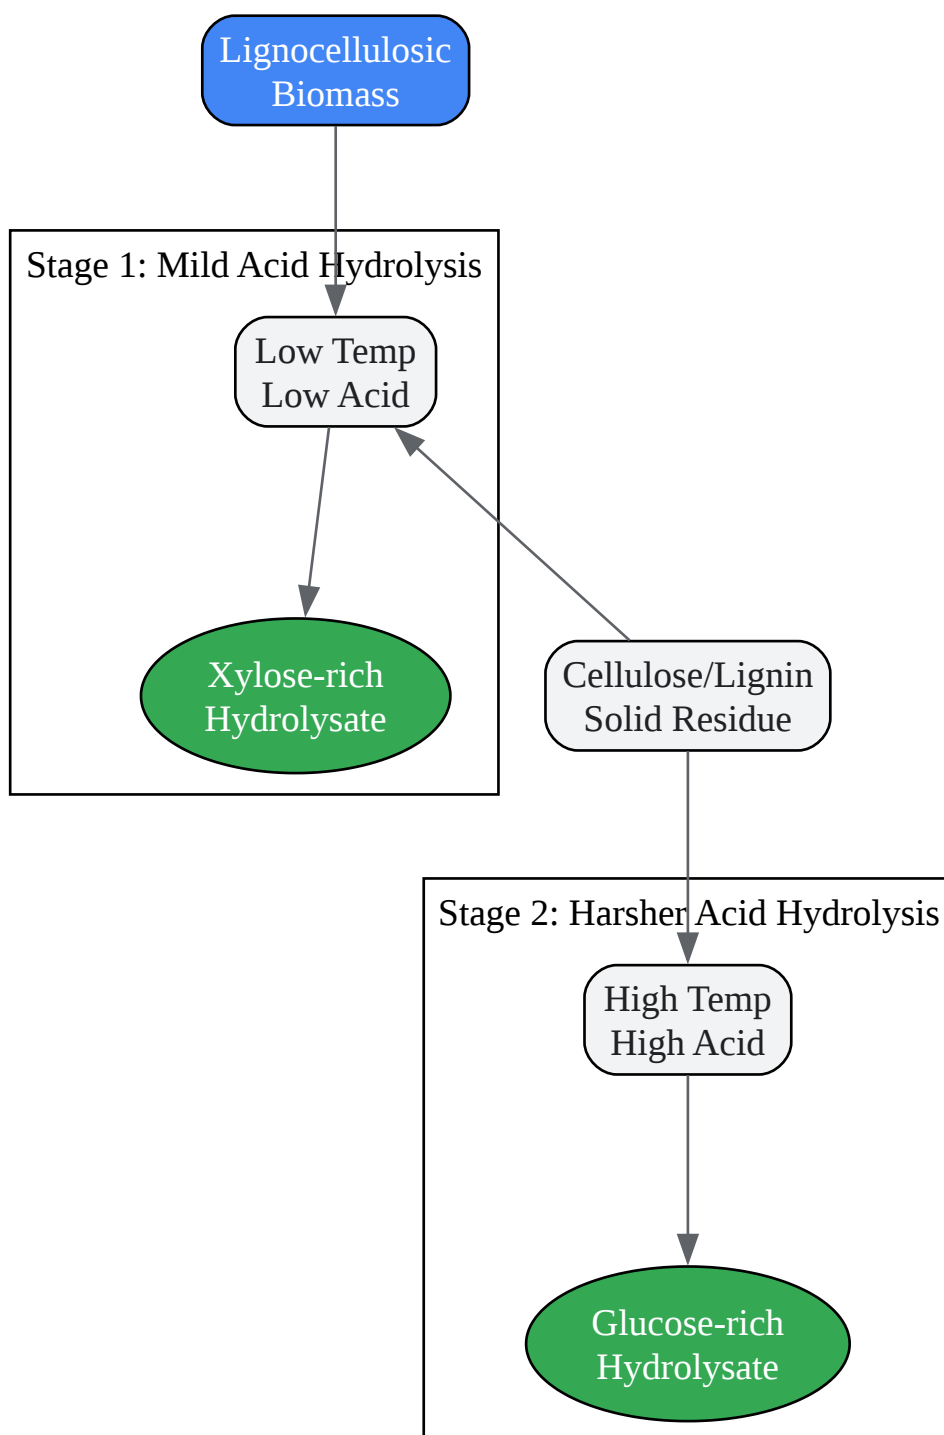 Lignocellulosic
Biomass
Stage 1: Mild Acid Hydrolysis
Low Temp
Low Acid
Xylose-rich
Hydrolysate
Cellulose/Lignin
Solid Residue
Stage 2: Harsher Acid Hydrolysis
High Temp
High Acid
Glucose-rich
Hydrolysate